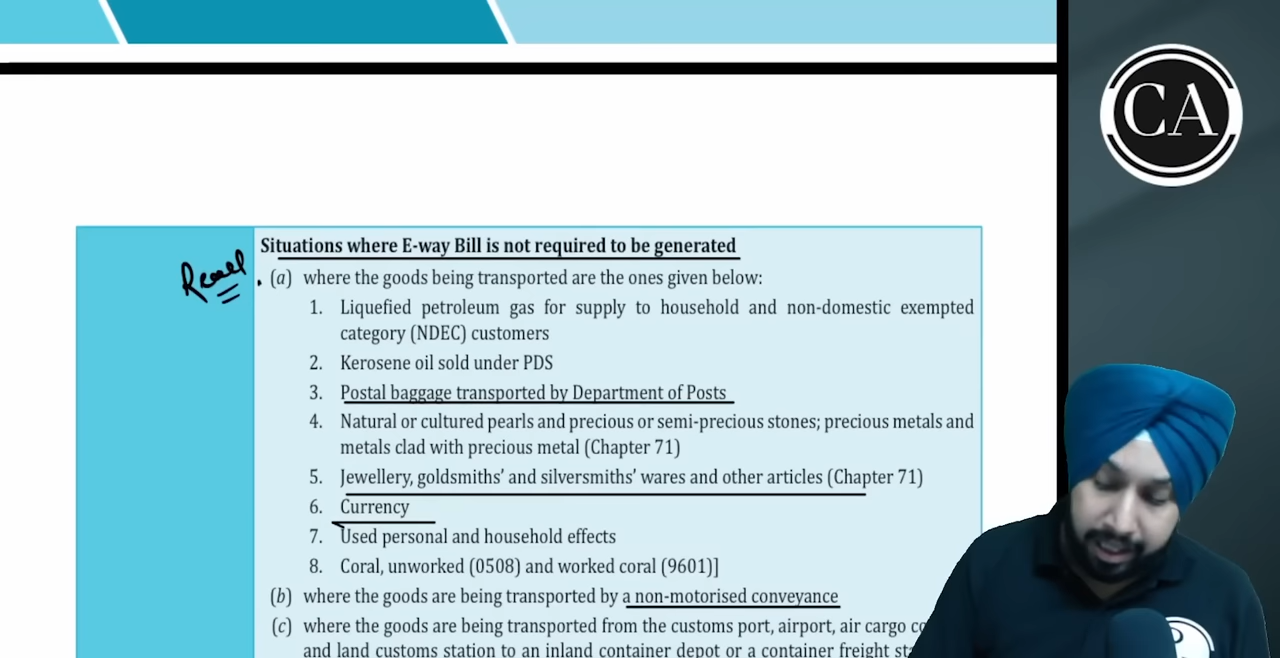 CA
Situations where E-way Bill is not required to be generated
(a) where the goods being transported are the ones given below:
1. Liquefied petroleum gas for supply to household and non-domestic exempted
category (NDEC) customers
2. Kerosene oil sold under PDS
3. Postal baggage transported by Department of Posts
4. Natural or cultured pearls and precious or semi-precious stones; precious metals and
metals clad with precious metal (Chapter 71)
5. Jewellery, goldsmiths’ and silversmiths’ wares and other articles (Chapter 71)
6. Currency
7. Used personal and household effects
8. Coral, unworked (0508) and worked coral (9601)]
(b) where the goods are being transported by a non-motorised conveyance
(c) where the goods are being transported from the customs port, airport, air cargo
and land customs station to an inland container depot or a container freight